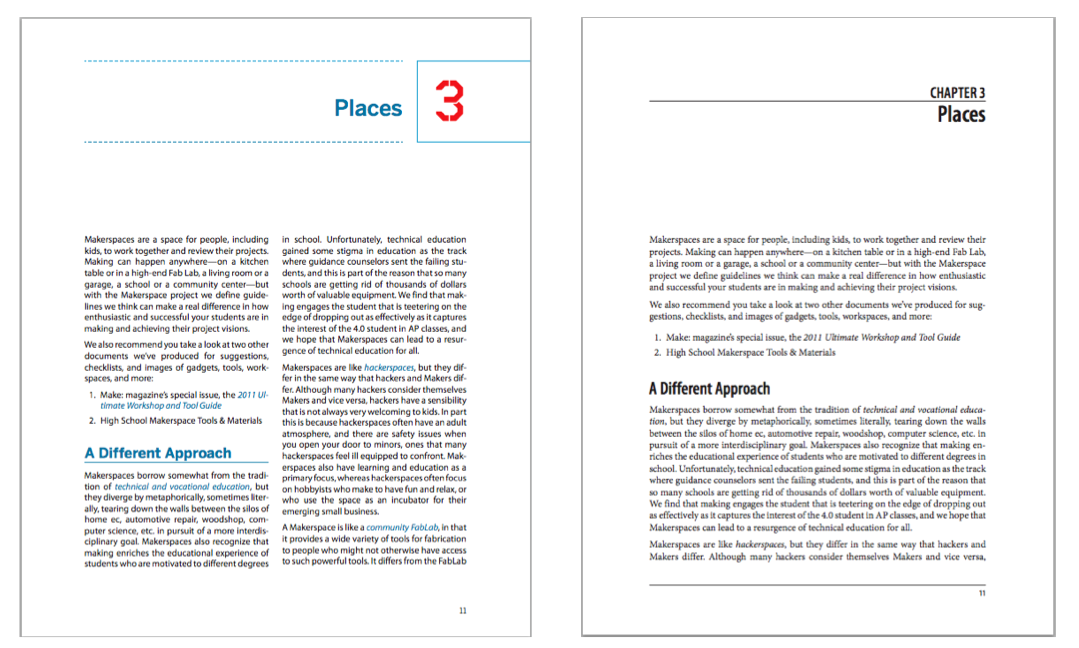 Places 3
Makerspaces are a space for people, including
kids, to work together and review their projects.
Making can happen anywhere—on a kitchen
table or in a high-end Fab Lab, a living room or a
garage, a school or a community center—but
with the Makerspace project we define guide-
lines we think can make a real difference in how
enthusiastic and successful your students are in
making and achieving their project visions.
We also recommend you take a look at two other
documents we've produced for suggestions,
checklists, and images of gadgets, tools, work-
spaces, and more:
1. Make: magazine's special issue, the 2011 Ul-
timate Workshop and Tool Guide
2. High School Makerspace Tools & Materials
A Different Approach
Makerspaces borrow somewhat from the tradi-
tion of technical and vocational education, but
they diverge by metaphorically, sometimes liter-
ally, tearing down the walls between the silos of
home ec, automotive repair, woodshop, com-
puter science, etc. in pursuit of a more interdis-
ciplinary goal. Makerspaces also recognize that
making enriches the educational experience of
students who are motivated to different degrees
in school. Unfortunately, technical education
gained some stigma in education as the track
where guidance counselors sent the failing stu-
dents, and this is part of the reason that so many
schools are getting rid of thousands of dollars
worth of valuable equipment. We find that mak-
ing engages the student that is teetering on the
edge of dropping out as effectively as it captures
the interest of the 4.0 student in AP classes, and
we hope that Makerspaces can lead to a resur-
gence of technical education for all.
Makerspaces are like hackerspaces, but they dif-
fer in the same way that hackers and Makers dif-
fer. Although many hackers consider themselves
Makers and vice versa, hackers have a sensibility
that is not always very welcoming to kids. In part
this is because hackerspaces often have an adult
atmosphere, and there are safety issues when
you open your door to minors, ones that many
hackerspaces feel ill equipped to confront. Mak-
erspaces also have learning and education as a
primary focus, whereas hackerspaces often focus
on hobbyists who make to have fun and relax, or
who use the space as an incubator for their
emerging small business.
A Makerspace is like a community FabLab, in that
it provides a wide variety of tools for fabrication
to people who might not otherwise have access
to such powerful tools. It differs from the FabLab
11
CHAPTER 3
Places
Makerspaces are a space for people, including kids, to work together and review their
projects. Making can happen anywhere—on a kitchen table or in a high-end Fab Lab,
a living room or a garage, a school or a community center—but with the Makerspace
project we define guidelines we think can make a real difference in how enthusiastic
and successful your students are in making and achieving their project visions.
We also recommend you take a look at two other documents we've produced for sug-
gestions, checklists, and images of gadgets, tools, workspaces, and more:
1. Make: magazine's special issue, the 2011 Ultimate Workshop and Tool Guide
2. High School Makerspace Tools & Materials
A Different Approach
Makerspaces borrow somewhat from the tradition of technical and vocational educa-
tion, but they diverge by metaphorically, sometimes literally, tearing down the walls
between the silos of home ec, automotive repair, woodshop, computer science, etc. in
pursuit of a more interdisciplinary goal. Makerspaces also recognize that making en-
riches the educational experience of students who are motivated to different degrees in
school. Unfortunately, technical education gained some stigma in education as the track
where guidance counselors sent the failing students, and this is part of the reason that
so many schools are getting rid of thousands of dollars worth of valuable equipment.
We find that making engages the student that is teetering on the edge of dropping out
as effectively as it captures the interest of the 4.0 student in AP classes, and we hope that
Makerspaces can lead to a resurgence of technical education for all.
Makerspaces are like hackerspaces, but they differ in the same way that hackers and
Makers differ. Although many hackers consider themselves Makers and vice versa,
11